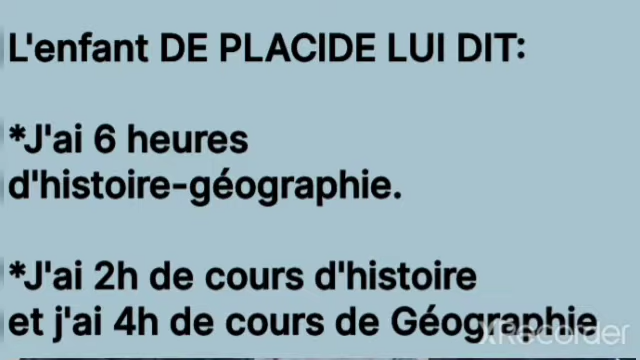 L'enfant DE PLACIDE LUI DIT:
*J'ai 6 heures
d'histoire-géographie.
*J'ai 2h de cours d'histoire
et j'ai 4h de cours de Géographie
XRecorder